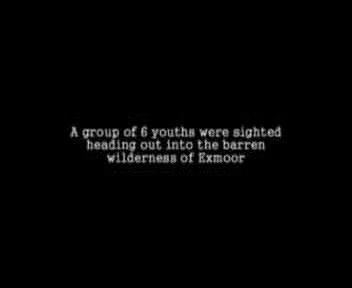 A group of 6 youths were sighted
heading out into the barren
wilderness of Exmoor